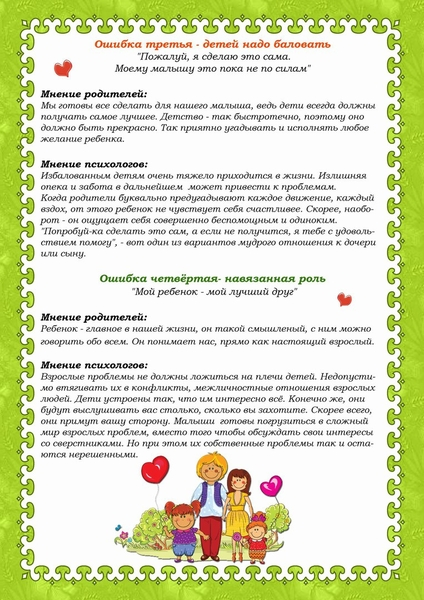 Ошибка третья - детей надо баловать
"Пожалуй, я сделаю это сама.
Моему малышу это пока не по силам"
Мнение родителей:
Мы готовы все сделать для нашего малыша, ведь дети всегда должны
получать самое лучшее. Детство - так быстротечно, поэтому оно
должно быть прекрасно. Так приятно угадывать и исполнять любое
желание ребенка.
Мнение психологов:
Избалованным детям очень тяжело приходится в жизни. Излишняя
опека и забота в дальнейшем может привести к проблемам.
Когда родители буквально предугадывают каждое движение, каждый
вздох, от этого ребенок не чувствует себя счастливее. Скорее, наобо-
рот - он ощущает себя совершенно беспомощным и одиноким.
"Попробуй-ка сделать это сам, а если не получится, я тебе с удоволь-
ствием помогу", - вот один из вариантов мудрого отношения к дочери
или сыну.
Ошибка четвёртая- навязанная роль
"Мой ребенок - мой лучший друг"
Мнение родителей:
Ребенок - главное в нашей жизни, он такой смышленый, с ним можно
говорить обо всем. Он понимает нас, прямо как настоящий взрослый.
Мнение психологов:
Взрослые проблемы не должны ложиться на плечи детей. Недопусти-
мо втягивать их в конфликты, межличностные отношения взрослых
людей. Дети устроены так, что им интересно всё. Конечно же, они
будут выслушивать вас столько, сколько вы захотите. Скорее всего,
они примут вашу сторону. Малыши готовы погрузиться в сложный
мир взрослых проблем, вместо того чтобы обсуждать свои интересы
со сверстниками. Но при этом их собственные проблемы так и оста-
ются нерешенными.